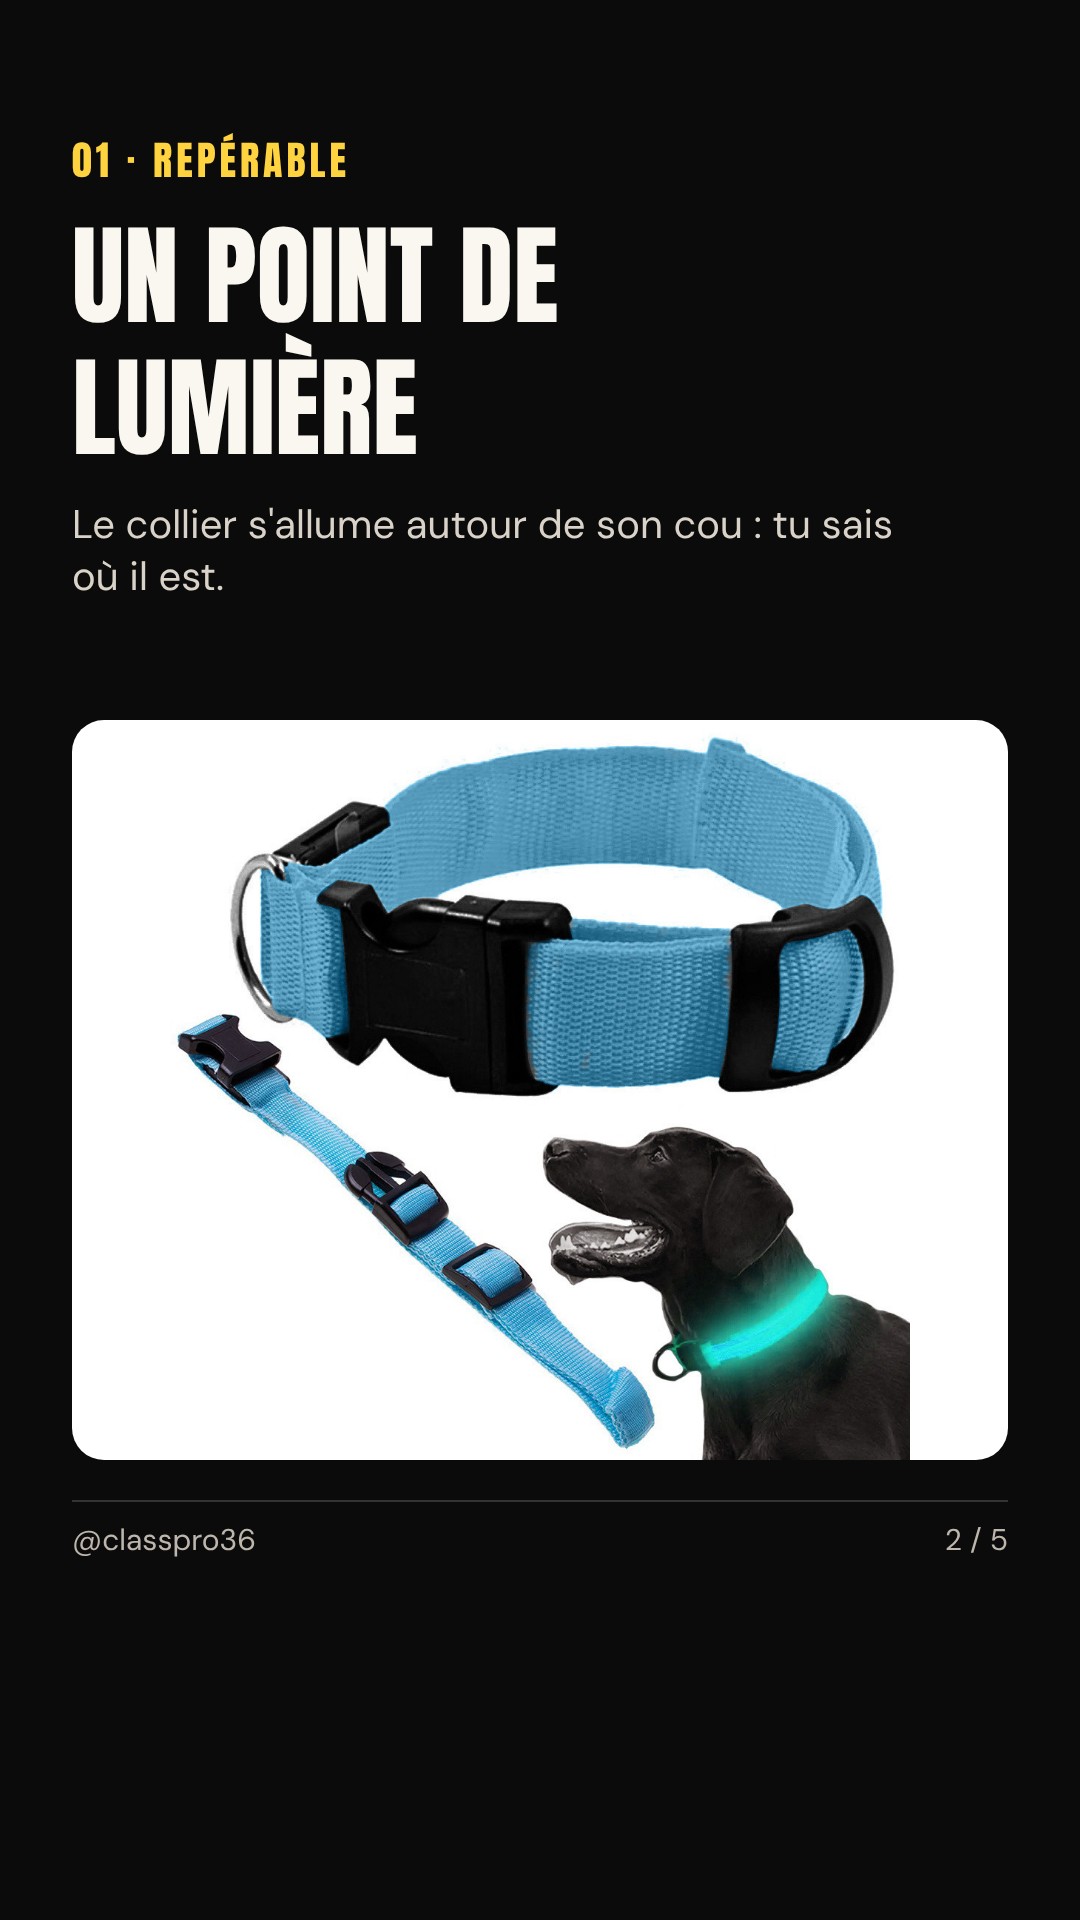 01 · REPÉRABLE
UN POINT DE
LUMIÈRE
Le collier s'allume autour de son cou : tu sais
où il est.
@classpro36
2 / 5